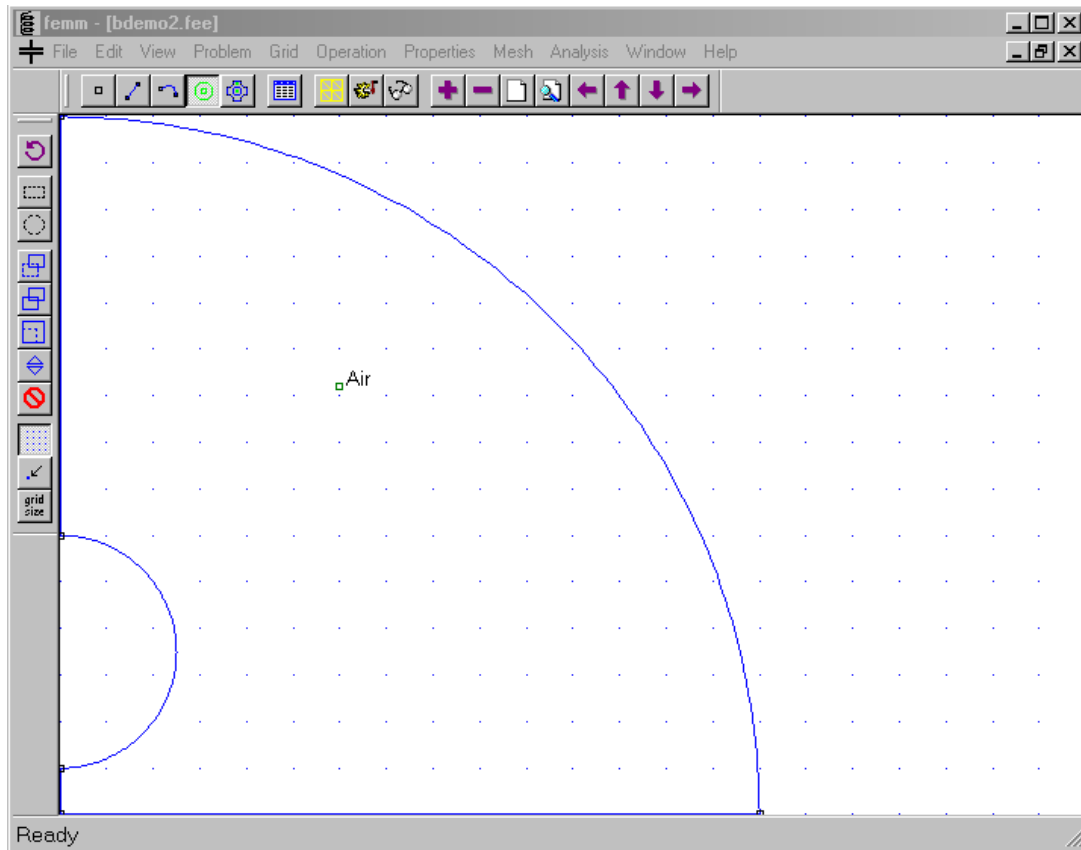 femm - [bdemo2.fee]
File Edit View Problem Grid Operation Properties Mesh Analysis Window Help
Air
grid
size
Ready